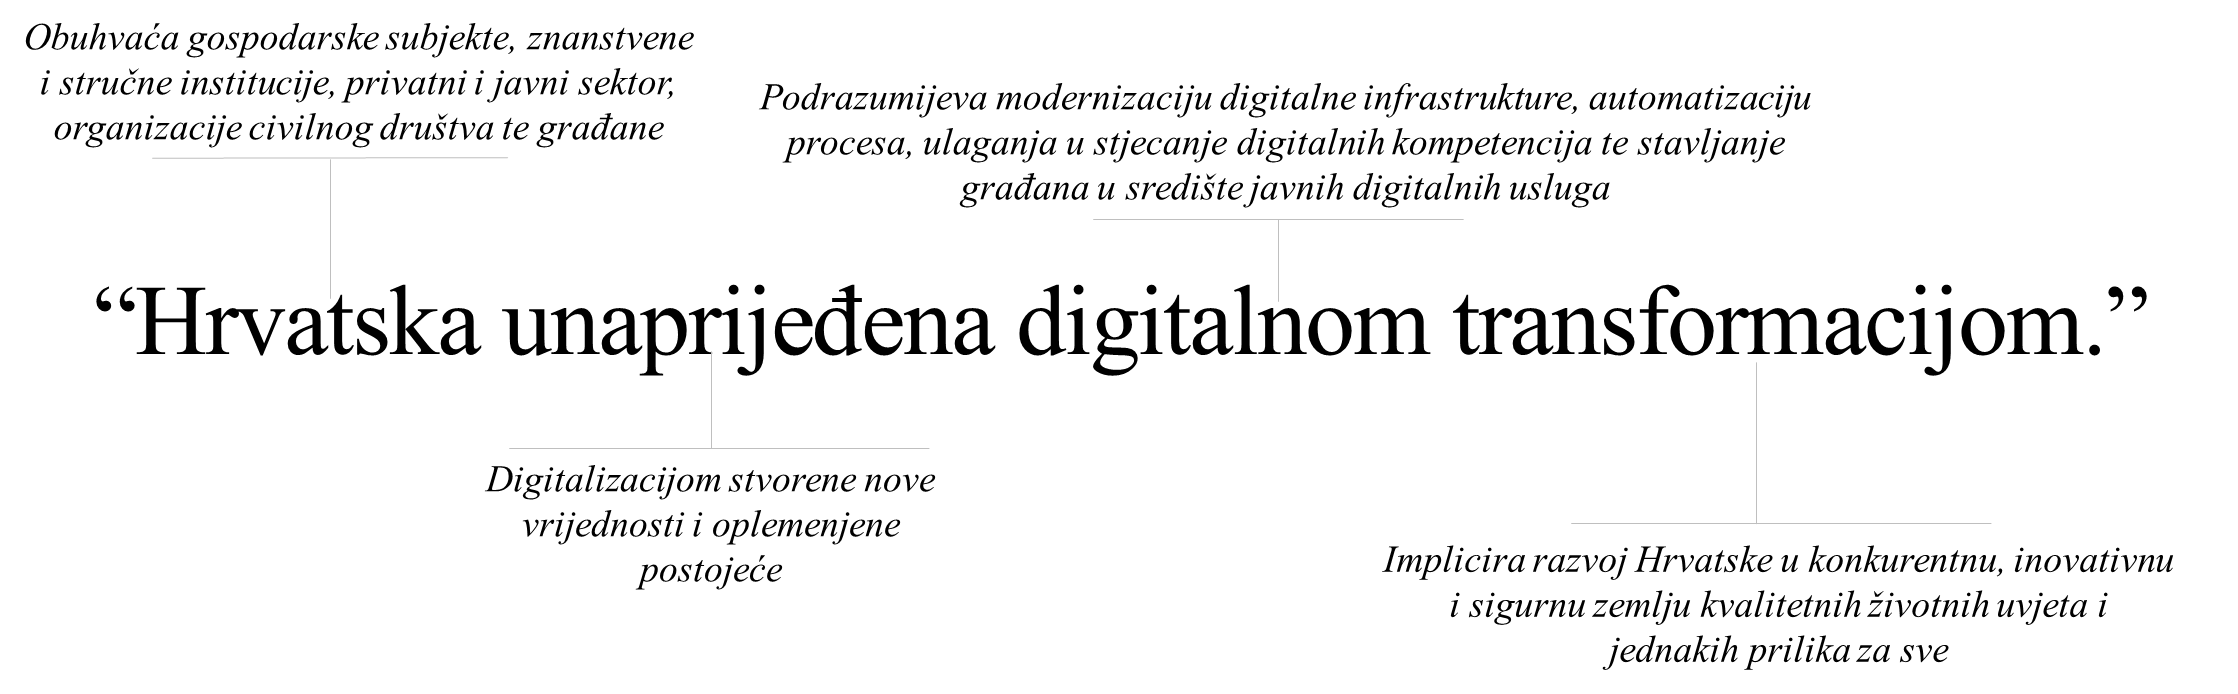 Obuhvaća gospodarske subjekte, znanstvene
i stručne institucije, privatni i javni sektor,
organizacije civilnog društva te građane
Podrazumijeva modernizaciju digitalne infrastrukture, automatizaciju
procesa, ulaganja u stjecanje digitalnih kompetencija te stavljanje
građana u središte javnih digitalnih usluga
“Hrvatska unaprijeđena digitalnom transformacijom.”
Digitalizacijom stvorene nove
vrijednosti i oplemenjene
postojeće
Implicira razvoj Hrvatske u konkurentnu, inovativnu
i sigurnu zemlju kvalitetnih životnih uvjeta i
jednakih prilika za sve